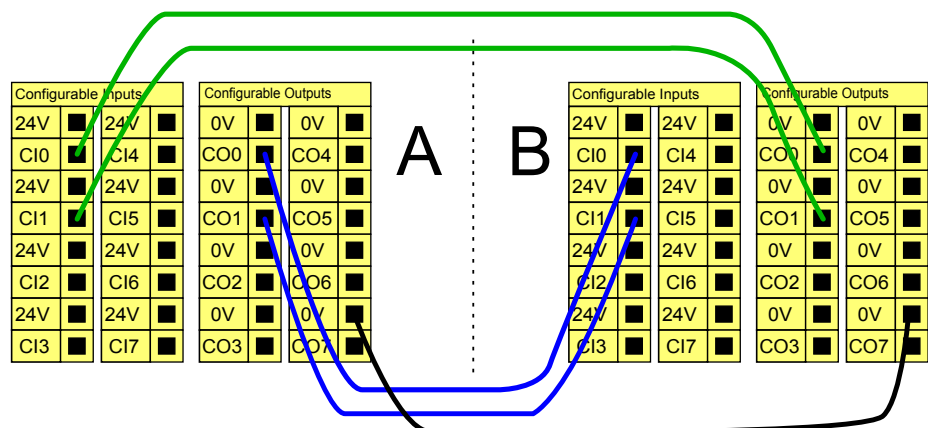 Configurable Inputs
24V 24V
CI0 CI4
24V 24V
CI1 CI5
24V 24V
CI2 CI6
24V 24V
CI3 CI7
Configurable Outputs
0V 0V
CO0 CO4
0V 0V
CO1 CO5
0V 0V
CO2 CO6
0V 0V
CO3 CO7
A
B
Configurable Inputs
24V 24V
CI0 CI4
24V 24V
CI1 CI5
24V 24V
CI2 CI6
24V 24V
CI3 CI7
Configurable Outputs
0V 0V
CO0 CO4
0V 0V
CO1 CO5
0V 0V
CO2 CO6
0V 0V
CO3 CO7